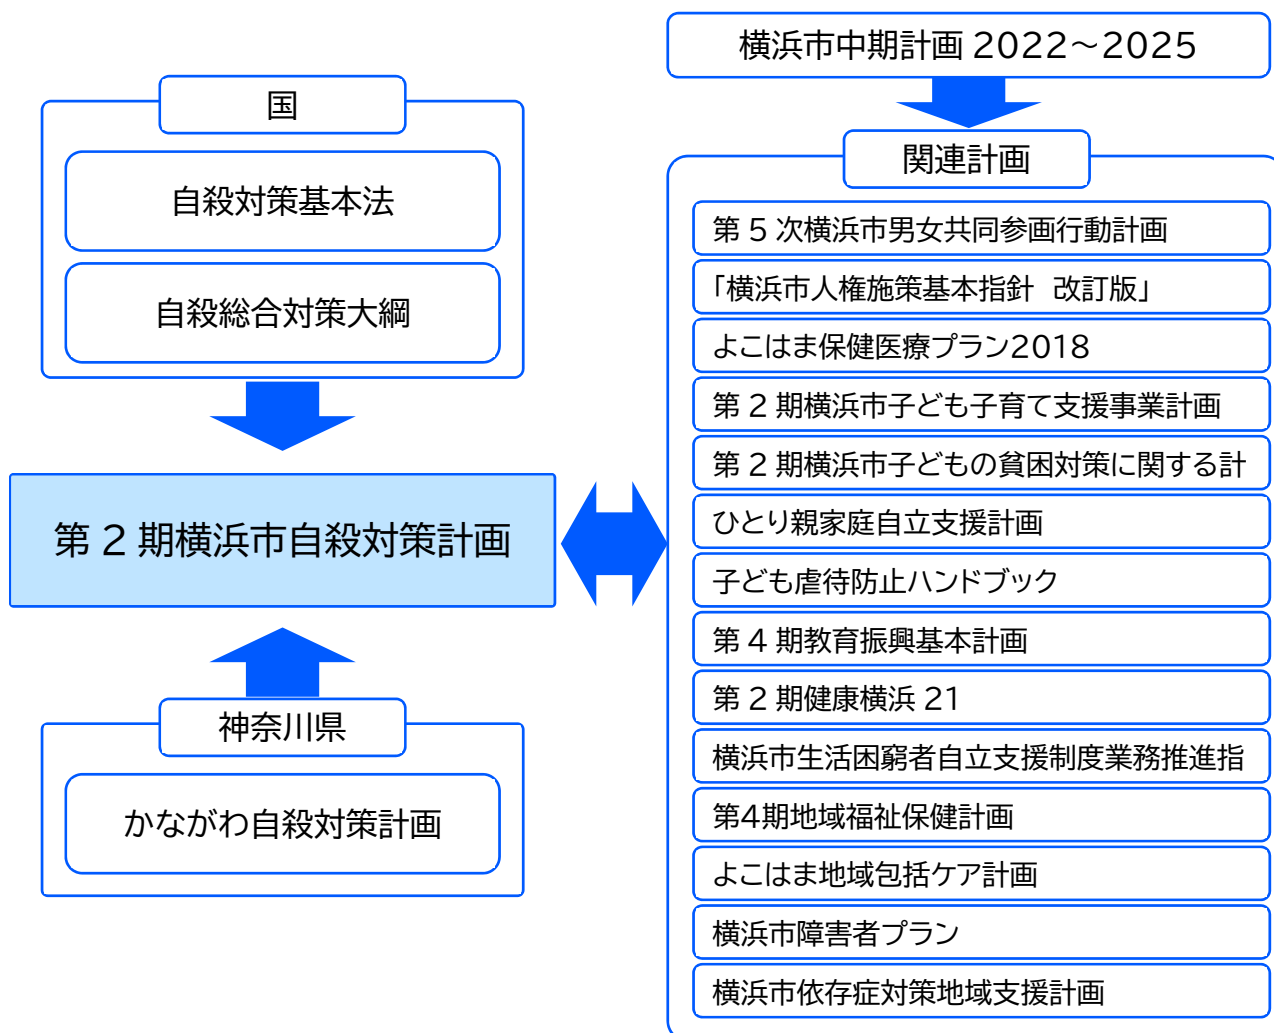 国
自殺対策基本法
自殺総合対策大綱
第 2 期横浜市自殺対策計画
神奈川県
かながわ自殺対策計画
横浜市中期計画 2022～2025
関連計画
第 5 次横浜市男女共同参画行動計画
「横浜市人権施策基本指針　改訂版」
よこはま保健医療プラン2018
第 2 期横浜市子ども子育て支援事業計画
第 2 期横浜市子どもの貧困対策に関する計
ひとり親家庭自立支援計画
子ども虐待防止ハンドブック
第 4 期教育振興基本計画
第 2 期健康横浜 21
横浜市生活困窮者自立支援制度業務推進指
第4期地域福祉保健計画
よこはま地域包括ケア計画
横浜市障害者プラン
横浜市依存症対策地域支援計画